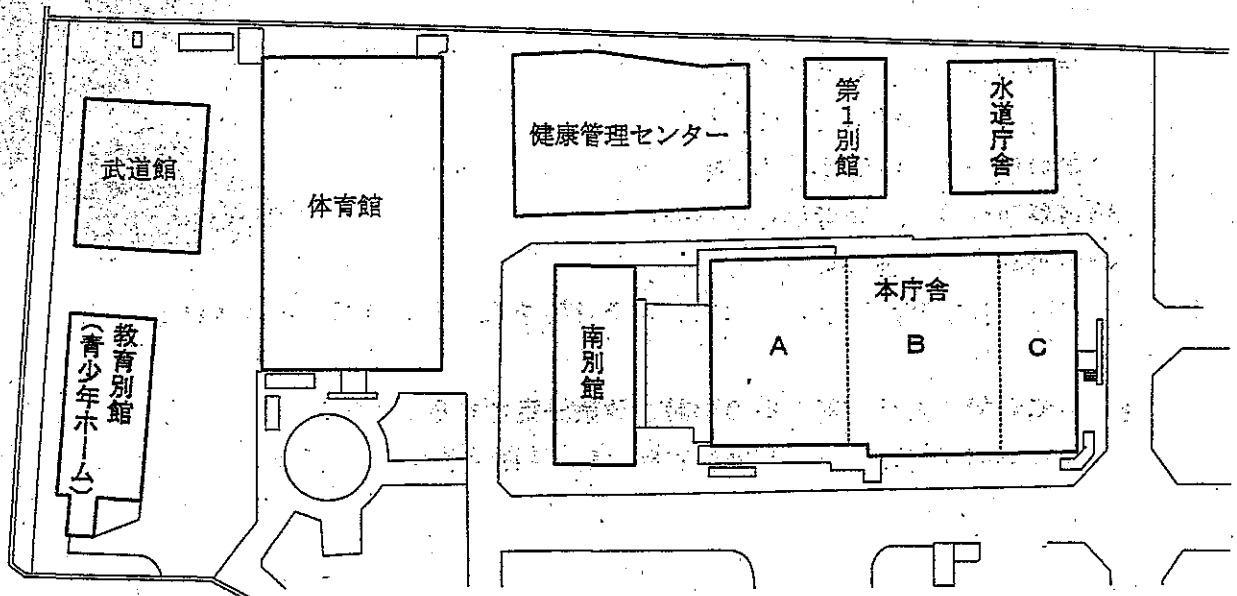 武道館
体育館
健康管理センター
第1別館
水道庁舎
教育別館
(青少年ホーム)
南別館
本庁舎
A
B
C